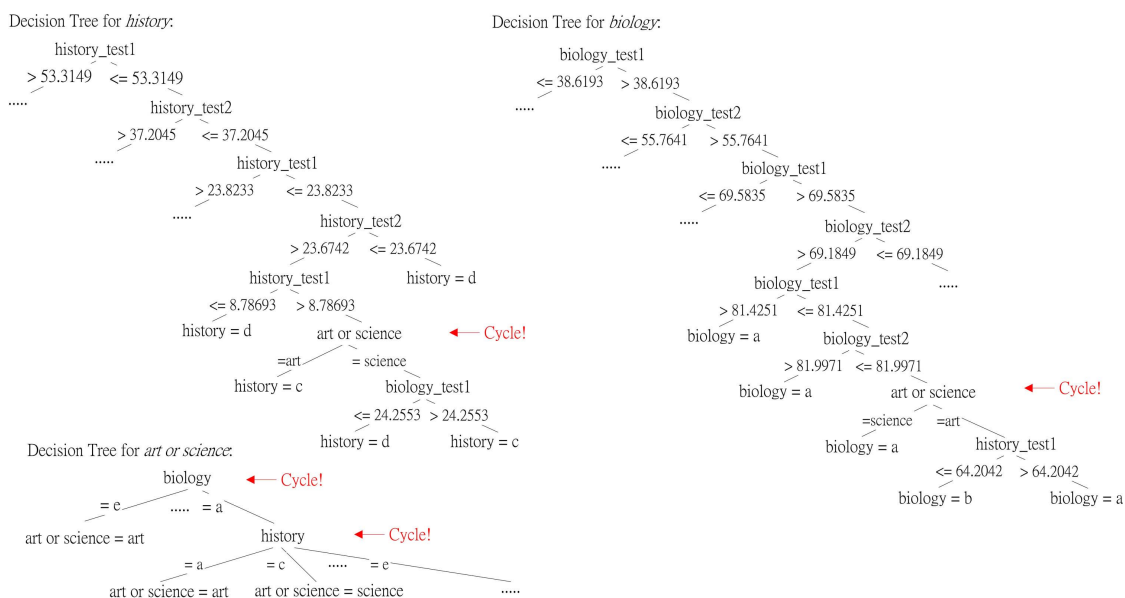 Decision Tree for history:
history_test1
> 53.3149 <= 53.3149
.....
history_test2
> 37.2045 <= 37.2045
.....
history_test1
> 23.8233 <= 23.8233
.....
history_test2
> 23.6742 <= 23.6742
history_test1
history = d
<= 8.78693 > 8.78693
history = d
art or science
Cycle!
=art = science
history = c
biology_test1
<= 24.2553 > 24.2553
history = d history = c
Decision Tree for biology:
biology_test1
<= 38.6193 > 38.6193
.....
biology_test2
<= 55.7641 > 55.7641
.....
biology_test1
<= 69.5835 > 69.5835
.....
biology_test2
> 69.1849 <= 69.1849
biology_test1
.....
> 81.4251 <= 81.4251
biology = a
biology_test2
> 81.9971 <= 81.9971
biology = a
art or science
Cycle!
=science =art
biology = a
history_test1
<= 64.2042 > 64.2042
biology = b biology = a
Decision Tree for art or science:
biology
Cycle!
= e ..... = a
art or science = art
history
Cycle!
= a = c ..... = e
art or science = art art or science = science .....